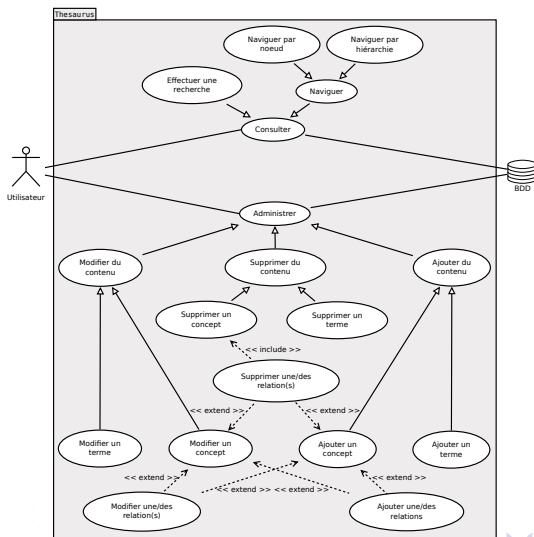 Thesaurus
Naviguer par
noeud
Naviguer par
hiérarchie
Effectuer une
recherche
Naviguer
Consulter
Utilisateur
BDD
Administrer
Modifier du
contenu
Supprimer du
contenu
Ajouter du
contenu
Supprimer un
concept
Supprimer un
terme
<< include >>
Supprimer une/des
relation(s)
<< extend >>
<< extend >>
Modifier un
terme
Modifier un
concept
Ajouter un
concept
Ajouter un
terme
<< extend >>
<< extend >>
<< extend >>
<< extend >>
Modifier une/des
relation(s)
Ajouter une/des
relations